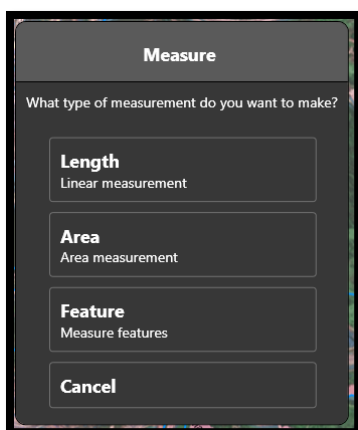 Measure
What type of measurement do you want to make?
Length
Linear measurement
Area
Area measurement
Feature
Measure features
Cancel